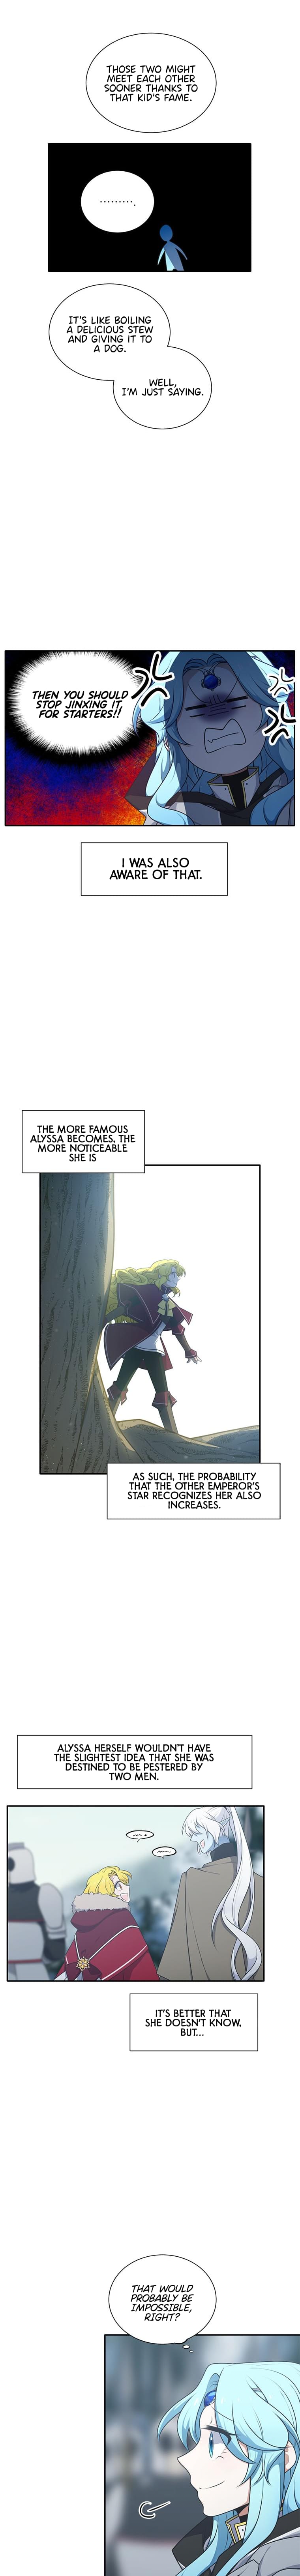 THOSE TWO MIGHT
MEET EACH OTHER
SOONER THANKS TO
THAT KID'S FAME.
.........
IT'S LIKE BOILING
A DELICIOUS STEW
AND GIVING IT TO
A DOG.
WELL,
I'M JUST SAYING.
THEN YOU SHOULD
STOP JINXING IT,
FOR STARTERS!!
I WAS ALSO
AWARE OF THAT.
THE MORE FAMOUS
ALYSSA BECOMES, THE
MORE NOTICEABLE
SHE IS
AS SUCH, THE PROBABILITY
THAT THE OTHER EMPEROR'S
STAR RECOGNIZES HER ALSO
INCREASES.
ALYSSA HERSELF WOULDN'T HAVE
THE SLIGHTEST IDEA THAT SHE WAS
DESTINED TO BE PESTERED BY
TWO MEN.
IT'S BETTER THAT
SHE DOESN'T KNOW,
BUT...
THAT WOULD
PROBABLY BE
IMPOSSIBLE,
RIGHT?